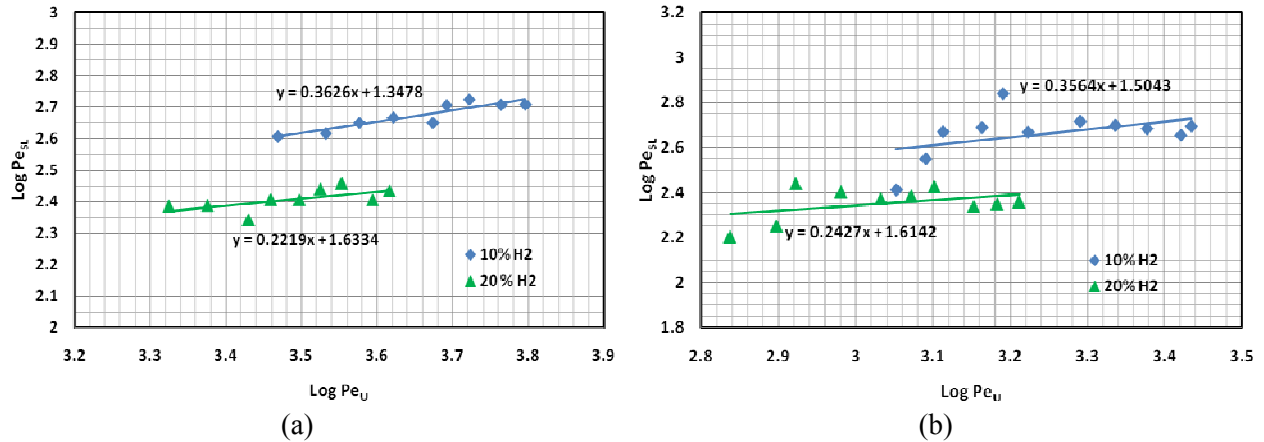 3
2.9
2.8
2.7
2.6
2.5
2.4
2.3
2.2
2.1
2
Log Pe_SL
y = 0.3626x + 1.3478
y = 0.2219x + 1.6334
10% H2
20% H2
3.2 3.3 3.4 3.5 3.6 3.7 3.8 3.9
Log Pe_U
(a)
3.2
3
2.8
2.6
2.4
2.2
2
1.8
Log Pe_SL
y = 0.3564x + 1.5043
y = 0.2427x + 1.6142
10% H2
20% H2
2.8 2.9 3 3.1 3.2 3.3 3.4 3.5
Log Pe_U
(b)